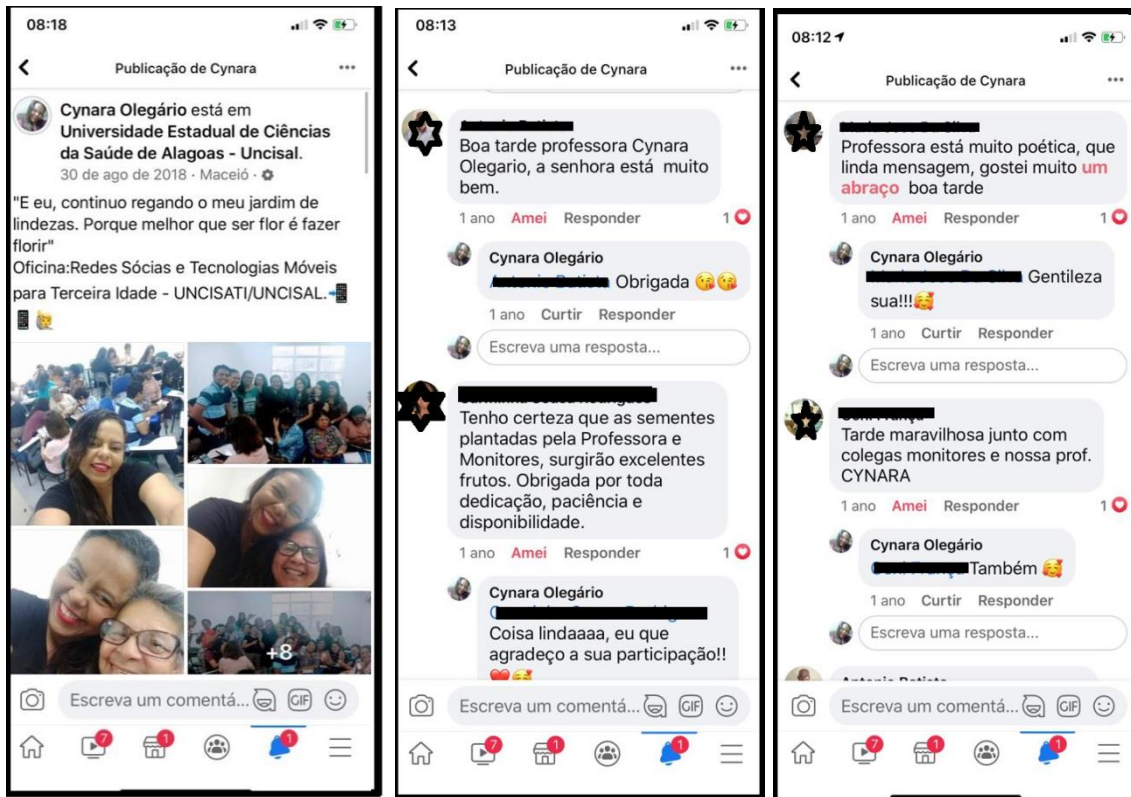 08:18
Publicação de Cynara
Cynara Olegário está em
Universidade Estadual de Ciências
da Saúde de Alagoas - Uncisal.
30 de ago de 2018 · Maceió ·
"E eu, continuo regando o meu jardim de
lindezas. Porque melhor que ser flor é fazer
florir"
Oficina:Redes Sócias e Tecnologias Móveis
para Terceira Idade - UNCISATI/UNCISAL.
+8
Escreva um comentá...
GIF
7
1
1
08:13
Publicação de Cynara
Boa tarde professora Cynara
Olegario, a senhora está muito
bem.
1 ano Amei Responder 1
Cynara Olegário
Obrigada 😘😘
1 ano Curtir Responder
Escreva uma resposta...
Tenho certeza que as sementes
plantadas pela Professora e
Monitores, surgirão excelentes
frutos. Obrigada por toda
dedicação, paciência e
disponibilidade.
1 ano Amei Responder 1
Cynara Olegário
Coisa lindaaaa, eu que
agradeço a sua participação!!
❤️🥰
Escreva um comentá...
GIF
7
1
1
08:12
Publicação de Cynara
Professora está muito poética, que
linda mensagem, gostei muito um
abraço boa tarde
1 ano Amei Responder 1
Cynara Olegário
Gentileza
sua!!!🥰
1 ano Curtir Responder
Escreva uma resposta...
Tarde maravilhosa junto com
colegas monitores e nossa prof.
CYNARA
1 ano Amei Responder 1
Cynara Olegário
Também 🥰
1 ano Curtir Responder
Escreva uma resposta...
Escreva um comentá...
GIF
7
1
1